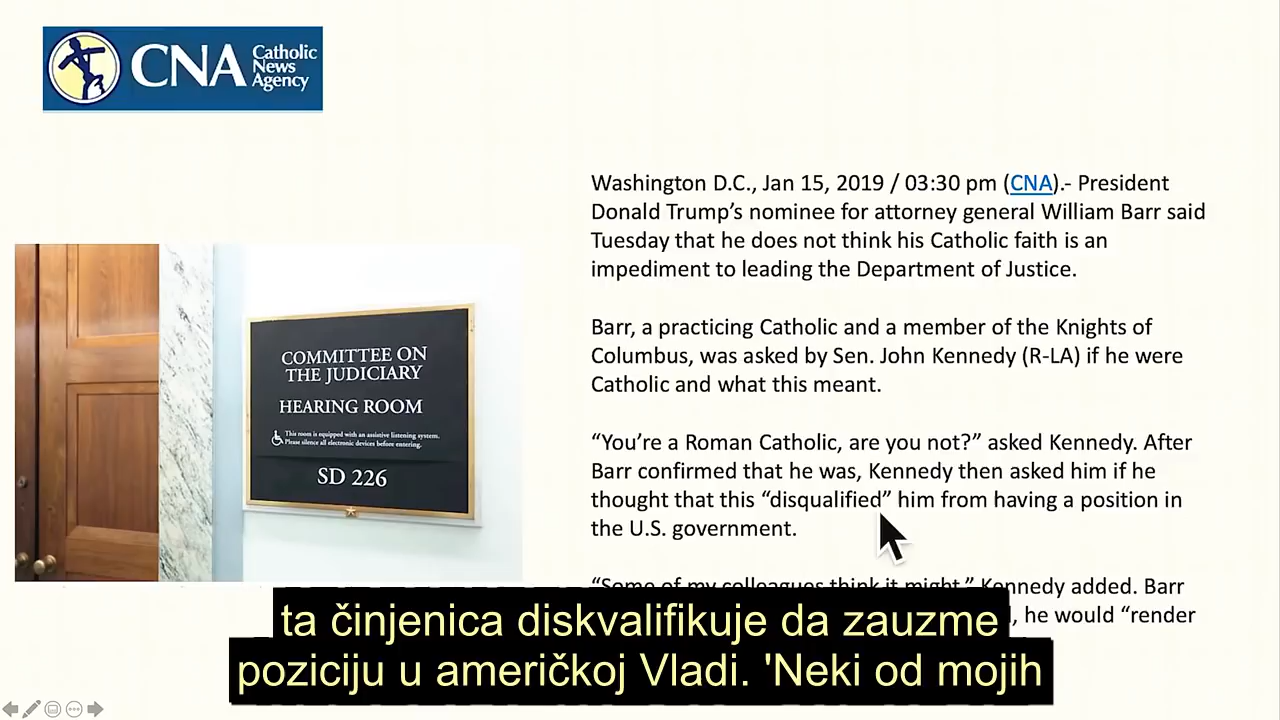 CNA Catholic
News
Agency
Washington D.C., Jan 15, 2019 / 03:30 pm (CNA).- President
Donald Trump’s nominee for attorney general William Barr said
Tuesday that he does not think his Catholic faith is an
impediment to leading the Department of Justice.
Barr, a practicing Catholic and a member of the Knights of
Columbus, was asked by Sen. John Kennedy (R-LA) if he were
Catholic and what this meant.
“You’re a Roman Catholic, are you not?” asked Kennedy. After
Barr confirmed that he was, Kennedy then asked him if he
thought that this “disqualified” him from having a position in
the U.S. government.
“Some of my colleagues think it might,” Kennedy added. Barr
, he would “render
COMMITTEE ON
THE JUDICIARY
HEARING ROOM
This room is equipped with an assistive listening system.
Please silence all electronic devices before entering.
SD 226
ta činjenica diskvalifikuje da zauzme
poziciju u američkoj Vladi. 'Neki od mojih